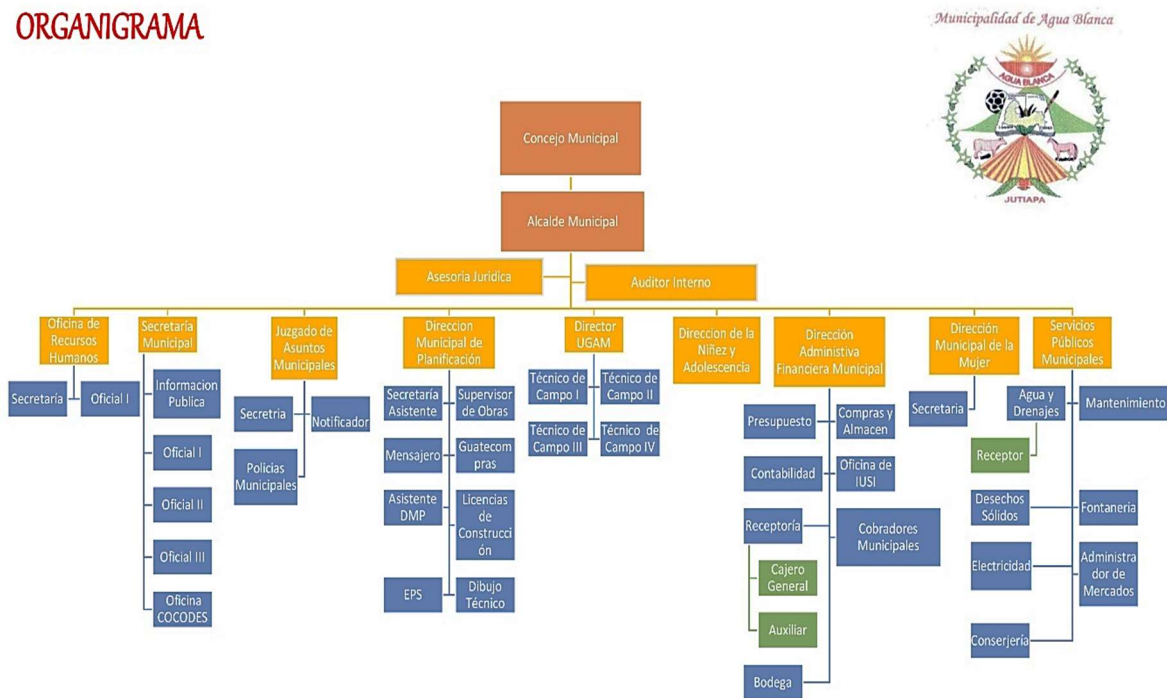 ORGANIGRAMA
Municipalidad de Agua Blanca
AGUA BLANCA
JUTIAPA
Concejo Municipal
Alcalde Municipal
Asesoria Juridica
Auditor Interno
Oficina de
Recursos
Humanos
Secretaría
Oficial I
Secretaría
Municipal
Informacion
Publica
Oficial I
Oficial II
Oficial III
Oficina
COCODES
Juzgado de
Asuntos
Municipales
Secretria
Notificador
Policias
Municipales
Direccion
Municipal de
Planificación
Secretaría
Asistente
Supervisor
de Obras
Mensajero
Guatecom
pras
Asistente
DMP
Licencias
de
Construcci
ón
EPS
Dibujo
Técnico
Director
UGAM
Técnico de
Campo I
Técnico de
Campo II
Técnico de
Campo III
Técnico de
Campo IV
Direccion de la
Niñez y
Adolescencia
Dirección
Administiva
Financiera Municipal
Presupuesto
Compras y
Almacen
Contabilidad
Oficina de
IUSI
Receptoría
Cobradores
Municipales
Cajero
General
Auxiliar
Bodega
Dirección
Municipal de la
Mujer
Secretaria
Servicios
Públicos
Municipales
Agua y
Drenajes
Mantenimiento
Receptor
Desechos
Sólidos
Fontaneria
Electricidad
Administra
dor de
Mercados
Conserjería